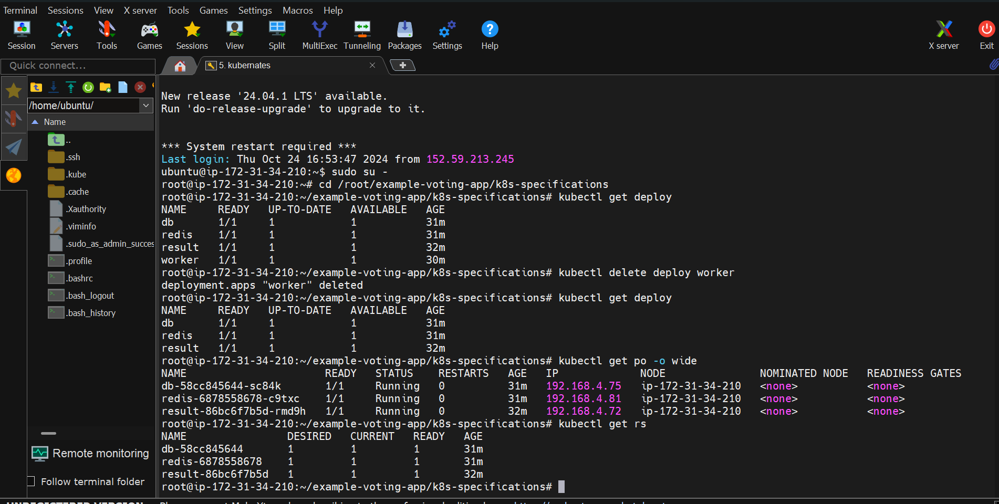 Terminal Sessions View X server Tools Games Settings Macros Help
Session Servers Tools Games Sessions View Split MultiExec Tunneling Packages Settings Help X server Exit
Quick connect...
5. kubernates
/home/ubuntu/
Name
..
.ssh
.kube
.cache
.Xauthority
.viminfo
.sudo_as_admin_succes
.profile
.bashrc
.bash_logout
.bash_history
Remote monitoring
Follow terminal folder
New release '24.04.1 LTS' available.
Run 'do-release-upgrade' to upgrade to it.
*** System restart required ***
Last login: Thu Oct 24 16:53:47 2024 from 152.59.213.245
ubuntu@ip-172-31-34-210:~$ sudo su -
root@ip-172-31-34-210:~# cd /root/example-voting-app/k8s-specifications
root@ip-172-31-34-210:~/example-voting-app/k8s-specifications# kubectl get deploy
NAME READY UP-TO-DATE AVAILABLE AGE
db 1/1 1 1 31m
redis 1/1 1 1 31m
result 1/1 1 1 32m
worker 1/1 1 1 30m
root@ip-172-31-34-210:~/example-voting-app/k8s-specifications# kubectl delete deploy worker
deployment.apps "worker" deleted
root@ip-172-31-34-210:~/example-voting-app/k8s-specifications# kubectl get deploy
NAME READY UP-TO-DATE AVAILABLE AGE
db 1/1 1 1 31m
redis 1/1 1 1 31m
result 1/1 1 1 32m
root@ip-172-31-34-210:~/example-voting-app/k8s-specifications# kubectl get po -o wide
NAME READY STATUS RESTARTS AGE IP NODE NOMINATED NODE READINESS GATES
db-58cc845644-sc84k 1/1 Running 0 31m 192.168.4.75 ip-172-31-34-210 <none> <none>
redis-6878558678-c9txc 1/1 Running 0 31m 192.168.4.81 ip-172-31-34-210 <none> <none>
result-86bc6f7b5d-rmd9h 1/1 Running 0 32m 192.168.4.72 ip-172-31-34-210 <none> <none>
root@ip-172-31-34-210:~/example-voting-app/k8s-specifications# kubectl get rs
NAME DESIRED CURRENT READY AGE
db-58cc845644 1 1 1 31m
redis-6878558678 1 1 1 31m
result-86bc6f7b5d 1 1 1 32m
root@ip-172-31-34-210:~/example-voting-app/k8s-specifications#
UNREGISTERED VERSION